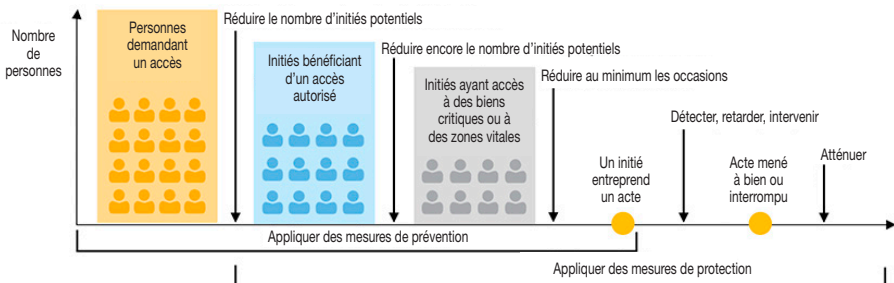 Nombre
de
personnes
Personnes
demandant
un accès
Réduire le nombre d'initiés potentiels
Initiés bénéficiant
d'un accès
autorisé
Réduire encore le nombre d'initiés potentiels
Initiés ayant accès
à des biens
critiques ou à
des zones vitales
Réduire au minimum les occasions
Un initié
entreprend
un acte
Détecter, retarder, intervenir
Acte mené
à bien ou
interrompu
Atténuer
Appliquer des mesures de prévention
Appliquer des mesures de protection